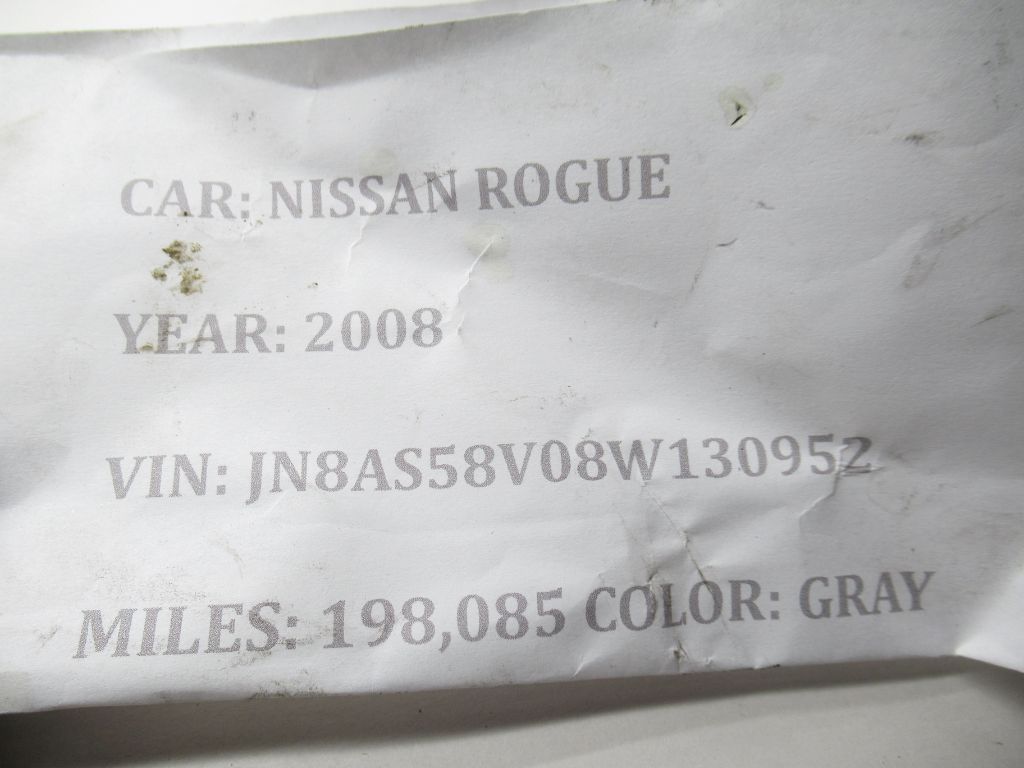 CAR: NISSAN ROGUE
YEAR: 2008
VIN: JN8AS58V08W130952
MILES: 198,085 COLOR: GRAY